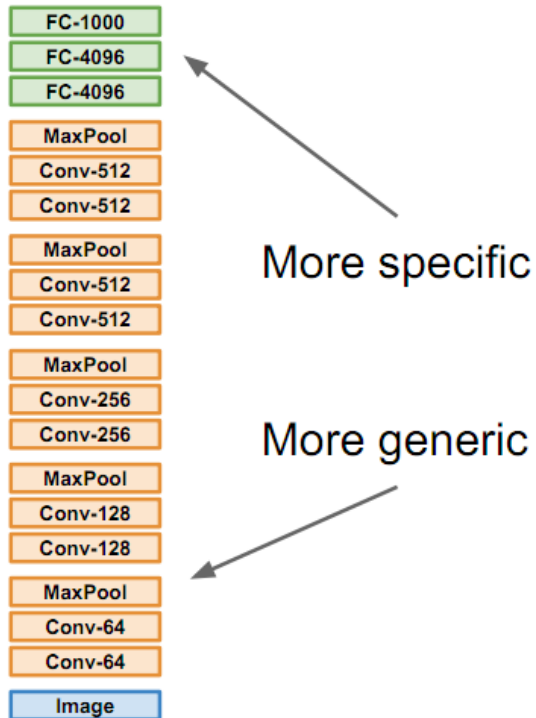 FC-1000
FC-4096
FC-4096
MaxPool
Conv-512
Conv-512
MaxPool
Conv-512
Conv-512
MaxPool
Conv-256
Conv-256
MaxPool
Conv-128
Conv-128
MaxPool
Conv-64
Conv-64
Image
More specific
More generic